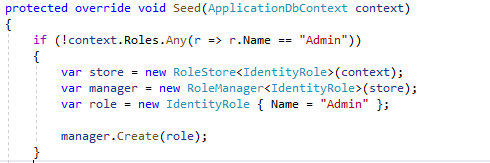 protected override void Seed(ApplicationDbContext context)
{
    if (!context.Roles.Any(r => r.Name == "Admin"))
    {
        var store = new RoleStore<IdentityRole>(context);
        var manager = new RoleManager<IdentityRole>(store);
        var role = new IdentityRole { Name = "Admin" };

        manager.Create(role);
    }